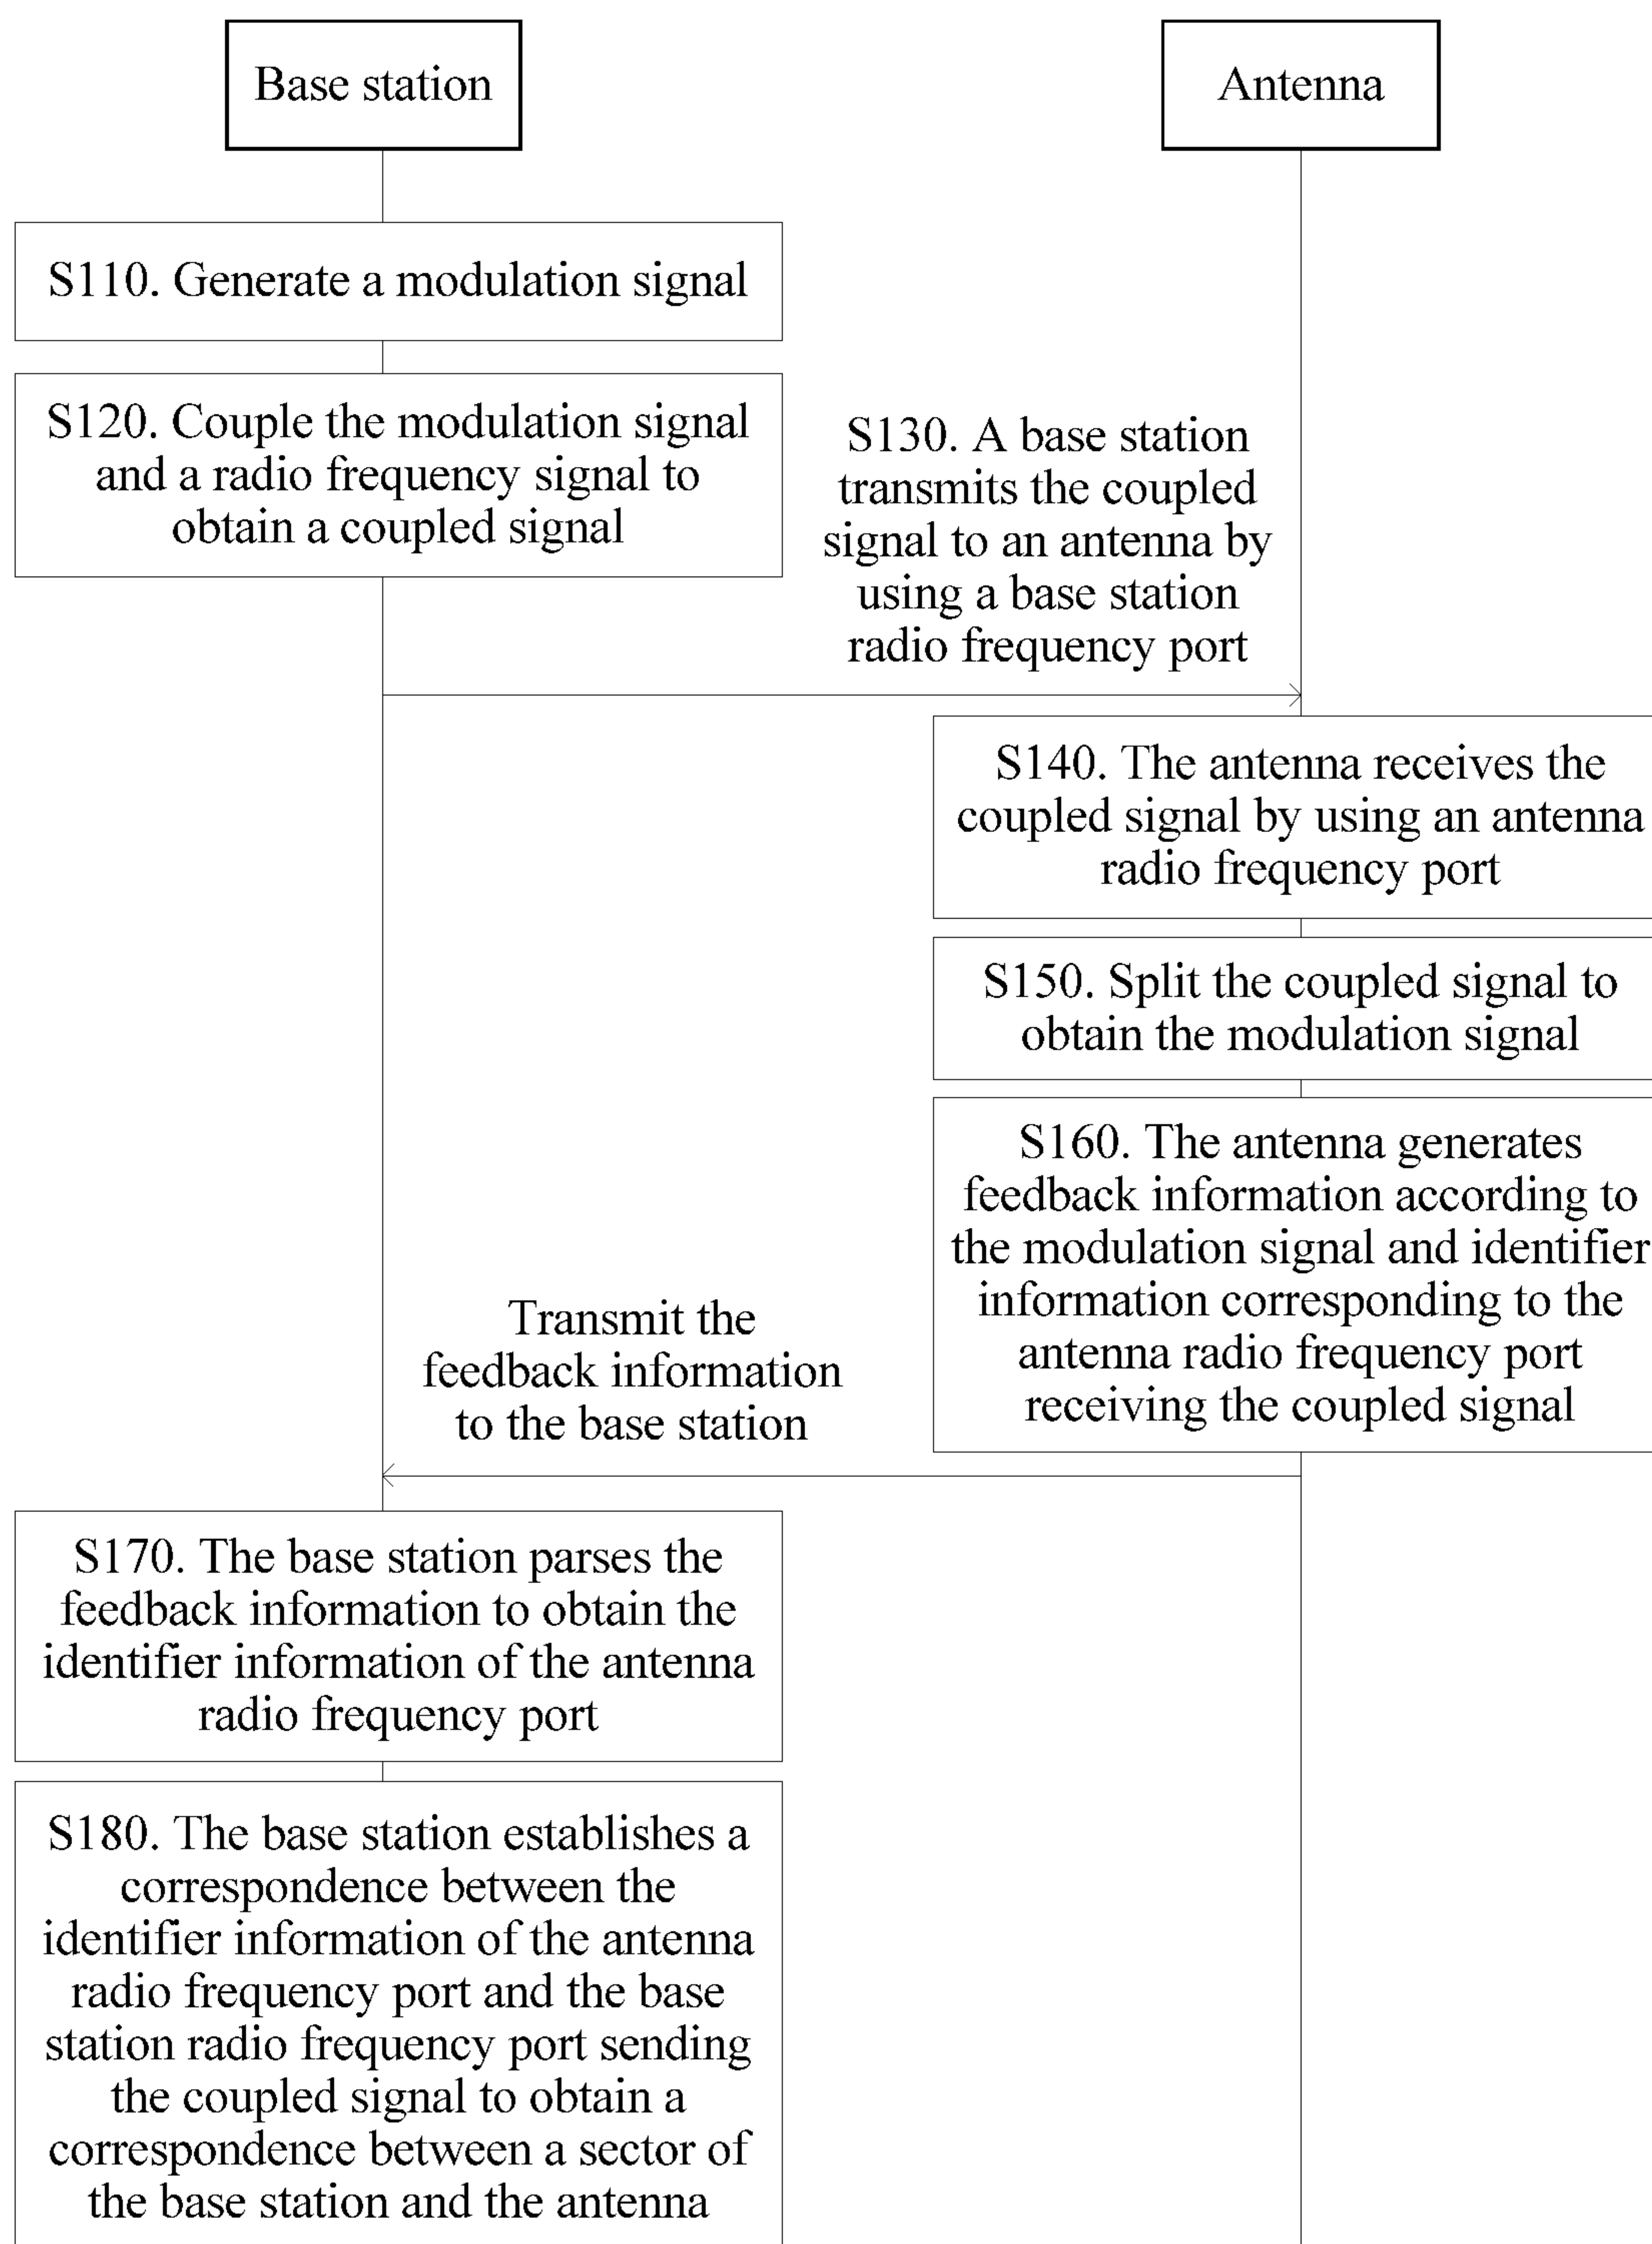 Base station
Antenna
S110. Generate a modulation signal
S120. Couple the modulation signal
and a radio frequency signal to
obtain a coupled signal
S130. A base station
transmits the coupled
signal to an antenna by
using a base station
radio frequency port
S140. The antenna receives the
coupled signal by using an antenna
radio frequency port
S150. Split the coupled signal to
obtain the modulation signal
S160. The antenna generates
feedback information according to
the modulation signal and identifier
information corresponding to the
antenna radio frequency port
receiving the coupled signal
Transmit the
feedback information
to the base station
S170. The base station parses the
feedback information to obtain the
identifier information of the antenna
radio frequency port
S180. The base station establishes a
correspondence between the
identifier information of the antenna
radio frequency port and the base
station radio frequency port sending
the coupled signal to obtain a
correspondence between a sector of
the base station and the antenna